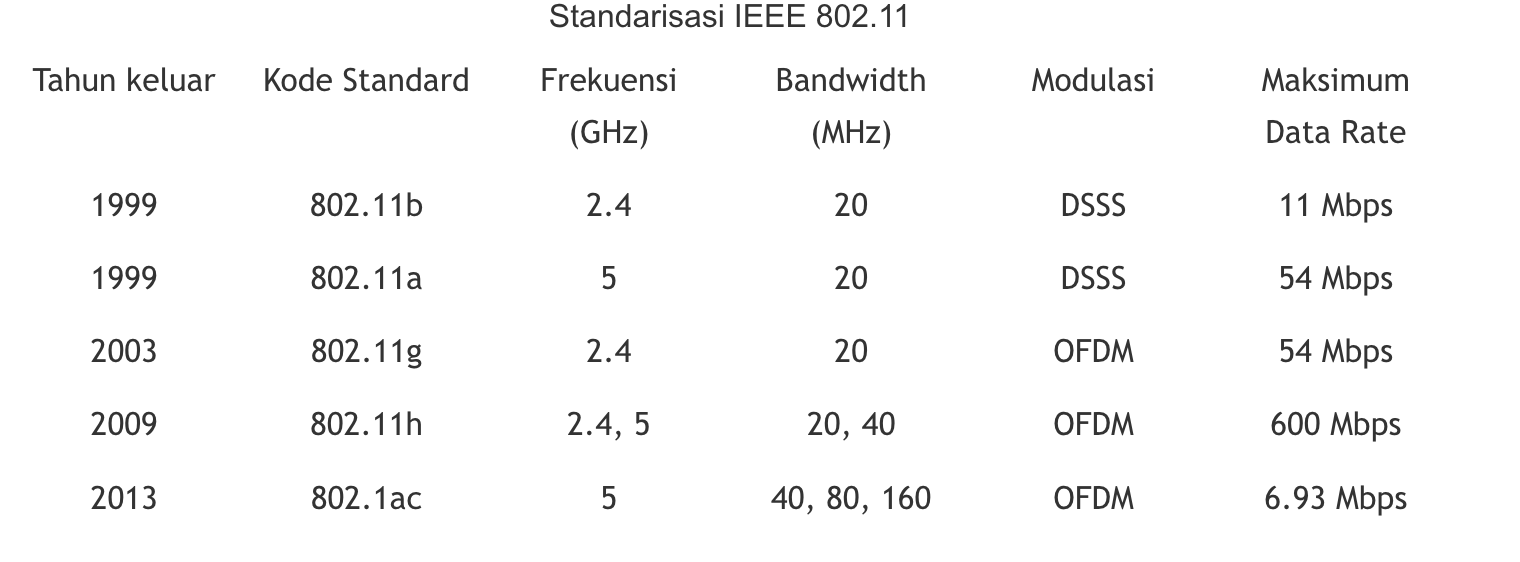 Standarisasi IEEE 802.11
Tahun keluar Kode Standard Frekuensi Bandwidth Modulasi Maksimum
(GHz) (MHz) Data Rate
1999 802.11b 2.4 20 DSSS 11 Mbps
1999 802.11a 5 20 DSSS 54 Mbps
2003 802.11g 2.4 20 OFDM 54 Mbps
2009 802.11h 2.4, 5 20, 40 OFDM 600 Mbps
2013 802.1ac 5 40, 80, 160 OFDM 6.93 Mbps